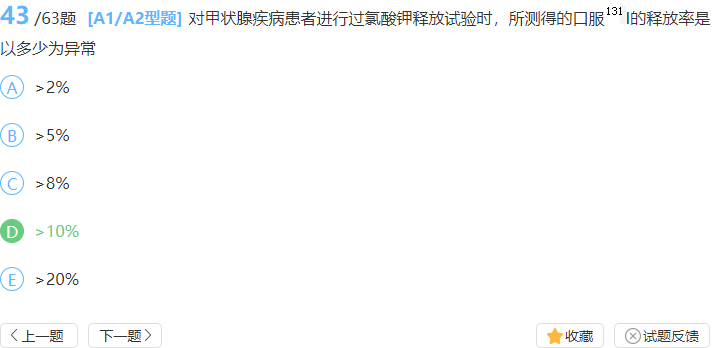 43 /63题 [A1/A2型题] 对甲状腺疾病患者进行过氯酸钾释放试验时，所测得的口服¹³¹I的释放率是
以多少为异常
A >2%
B >5%
C >8%
D >10%
E >20%
上一题 下一题 收藏 试题反馈